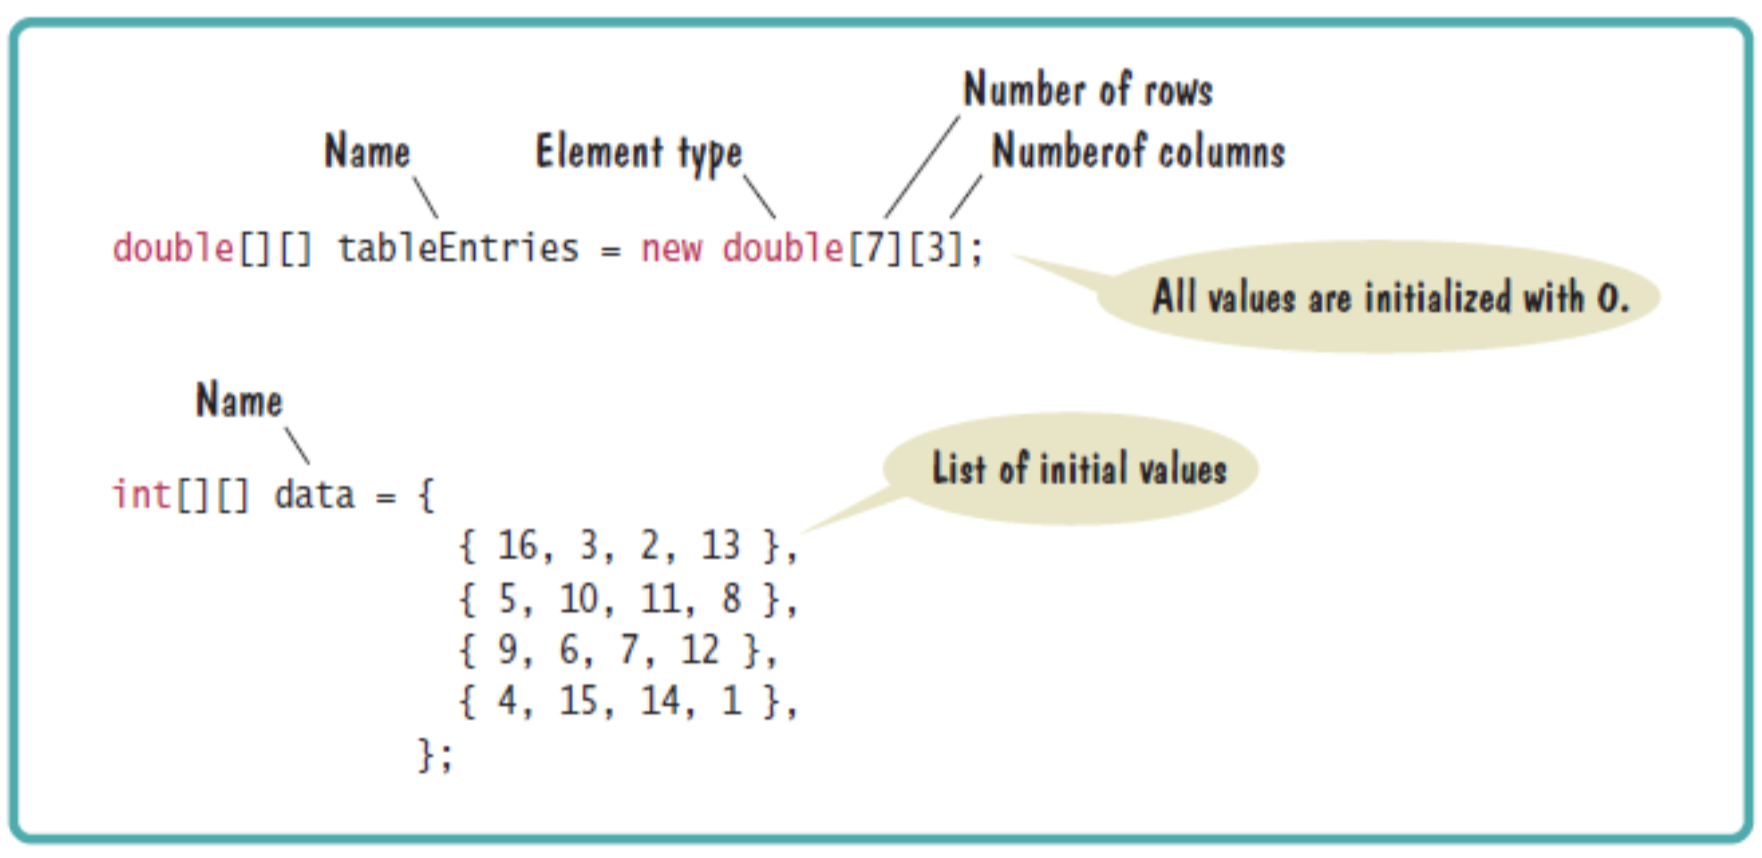 Number of rows
Name Element type Numberof columns
double[][] tableEntries = new double[7][3];
All values are initialized with 0.
Name
List of initial values
int[][] data = {
{ 16, 3, 2, 13 },
{ 5, 10, 11, 8 },
{ 9, 6, 7, 12 },
{ 4, 15, 14, 1 },
};